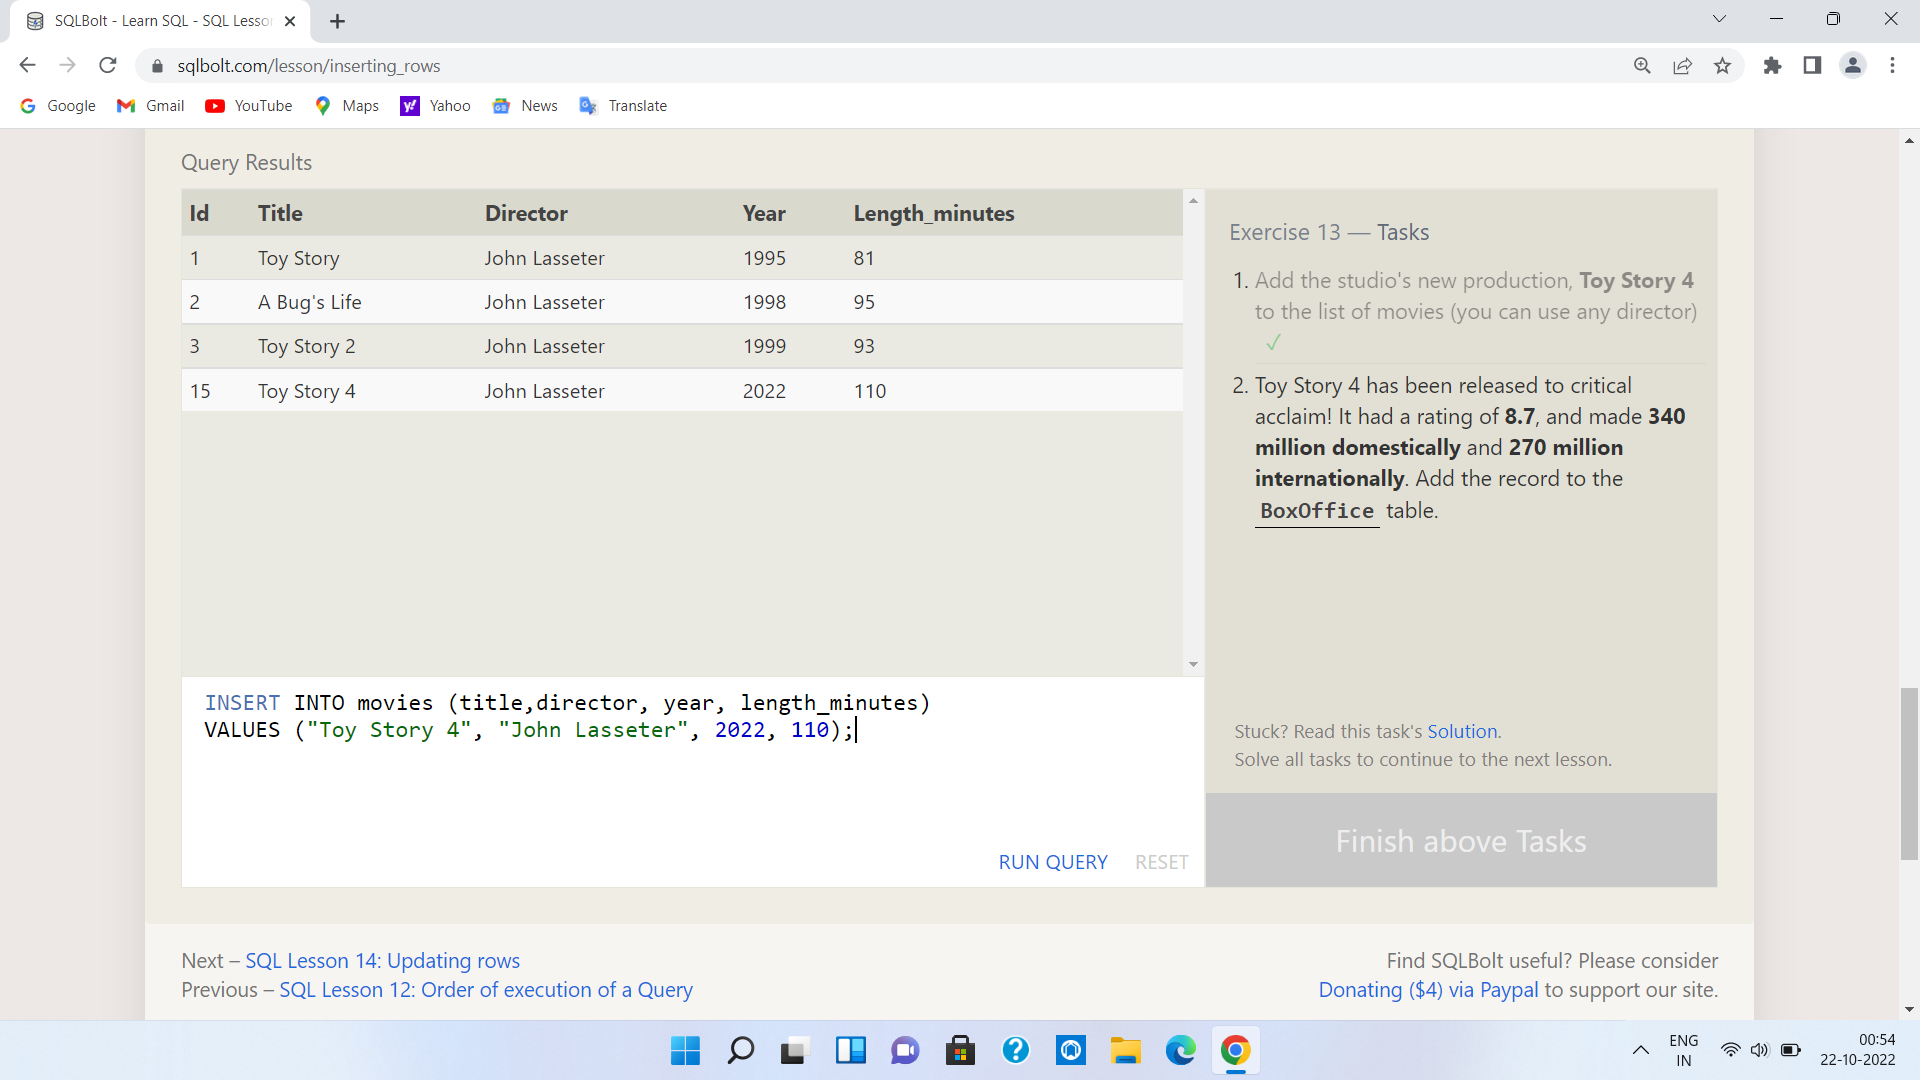 SQLBolt - Learn SQL - SQL Lesson
sqlbolt.com/lesson/inserting_rows
Google Gmail YouTube Maps Yahoo News Translate
Query Results
Id Title Director Year Length_minutes
1 Toy Story John Lasseter 1995 81
2 A Bug's Life John Lasseter 1998 95
3 Toy Story 2 John Lasseter 1999 93
15 Toy Story 4 John Lasseter 2022 110
INSERT INTO movies (title,director, year, length_minutes)
VALUES ("Toy Story 4", "John Lasseter", 2022, 110);
RUN QUERY RESET
Exercise 13 — Tasks
1. Add the studio's new production, Toy Story 4
to the list of movies (you can use any director)
✓
2. Toy Story 4 has been released to critical
acclaim! It had a rating of 8.7, and made 340
million domestically and 270 million
internationally. Add the record to the
BoxOffice table.
Stuck? Read this task's Solution.
Solve all tasks to continue to the next lesson.
Finish above Tasks
Next – SQL Lesson 14: Updating rows
Previous – SQL Lesson 12: Order of execution of a Query
Find SQLBolt useful? Please consider
Donating ($4) via Paypal to support our site.
ENG
IN
00:54
22-10-2022